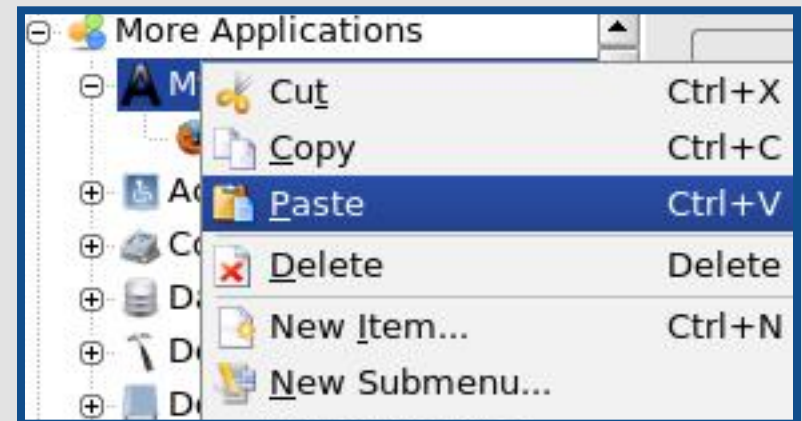 More Applications
Cut Ctrl+X
Copy Ctrl+C
Paste Ctrl+V
Delete Delete
New Item... Ctrl+N
New Submenu...